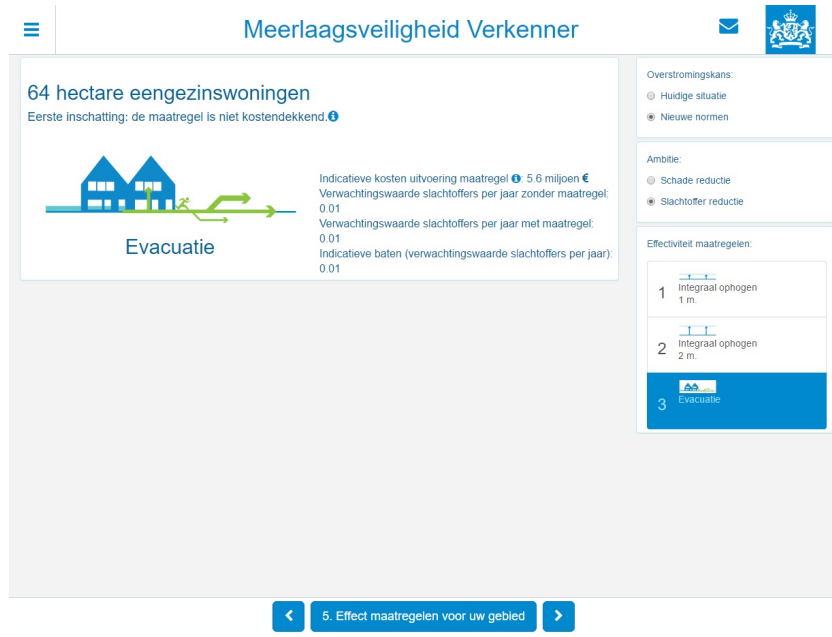 Meerlaagsveiligheid Verkenner
64 hectare eengezinswoningen
Eerste inschatting: de maatregel is niet kostendekkend.
Evacuatie
Indicatieve kosten uitvoering maatregel : 5.6 miljoen €
Verwachtingswaarde slachtoffers per jaar zonder maatregel:
0.01
Verwachtingswaarde slachtoffers per jaar met maatregel:
0.01
Indicatieve baten (verwachtingswaarde slachtoffers per jaar):
0.01
Overstromingskans:
Huidige situatie
Nieuwe normen
Ambitie:
Schade reductie
Slachtoffer reductie
Effectiviteit maatregelen:
1
Integraal ophogen
1 m.
2
Integraal ophogen
2 m.
3
Evacuatie
5. Effect maatregelen voor uw gebied